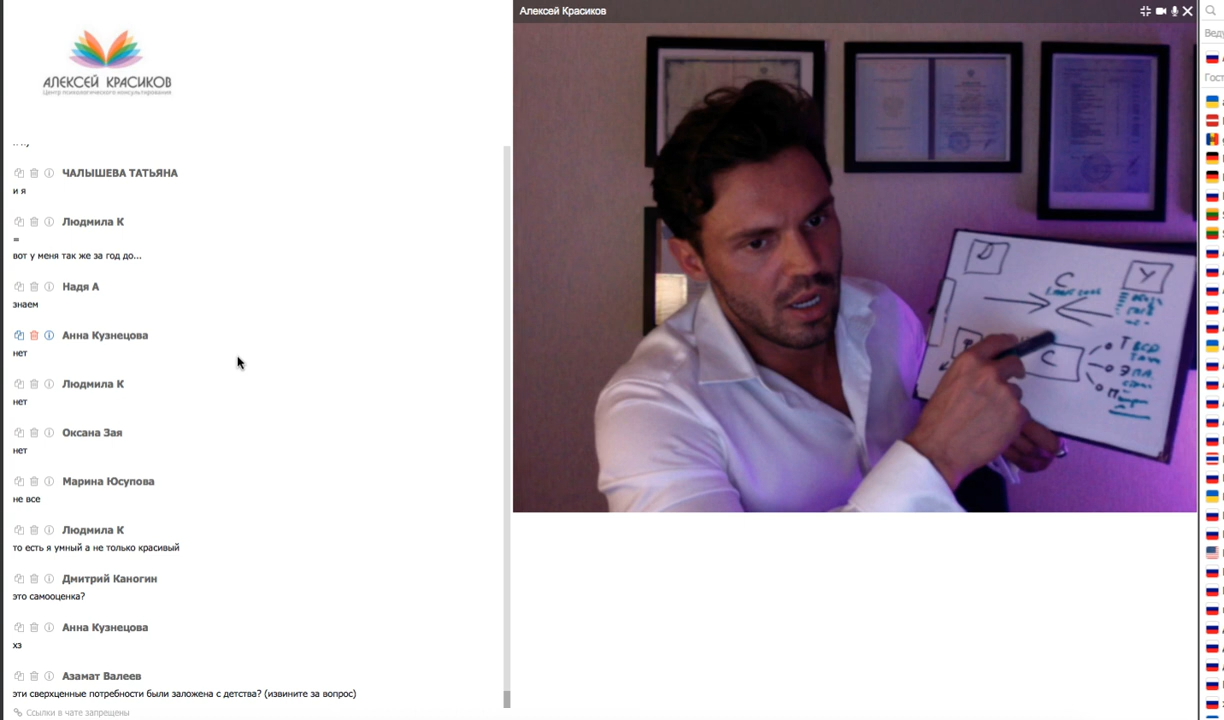 АЛЕКСЕЙ КРАСИКОВ
Центр психологического консультирования
ЧАЛЫШЕВА ТАТЬЯНА
и я
Людмила К
=
вот у меня так же за год до...
Надя А
знаем
Анна Кузнецова
нет
Людмила К
нет
Оксана Зая
нет
Марина Юсупова
не все
Людмила К
то есть я умный а не только красивый
Дмитрий Каногин
это самооценка?
Анна Кузнецова
хз
Азамат Валеев
эти сверхценные потребности были заложена с детства? (извините за вопрос)
Ссылки в чате запрещены
Алексей Красиков
С
У
С
Т
Э
П
Веду
Гост